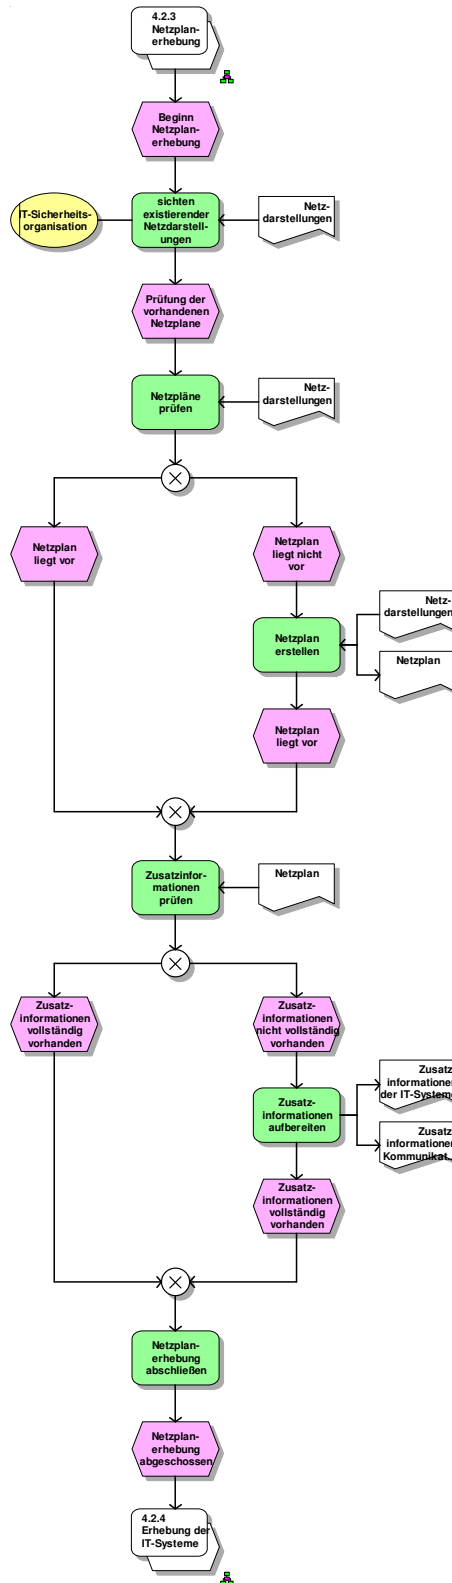 4.2.3
Netzplan-
erhebung
Beginn
Netzplan-
erhebung
IT-Sicherheits-
organisation
sichten
existierender
Netzdarstell-
ungen
Netz-
darstellungen
Prüfung der
vorhandenen
Netzplane
Netzpläne
prüfen
Netz-
darstellungen
Netzplan
liegt vor
Netzplan
liegt nicht
vor
Netzplan
erstellen
Netz-
darstellungen
Netzplan
Netzplan
liegt vor
Zusatzinfor-
mationen
prüfen
Netzplan
Zusatz-
informationen
vollständig
vorhanden
Zusatz-
informationen
nicht vollständig
vorhanden
Zusatz-
informationen
aufbereiten
Zusatz
informationen
der IT-Systeme
Zusatz
informationen
Kommunikat.
Zusatz-
informationen
vollständig
vorhanden
Netzplan-
erhebung
abschließen
Netzplan-
erhebung
abgeschossen
4.2.4
Erhebung der
IT-Systeme